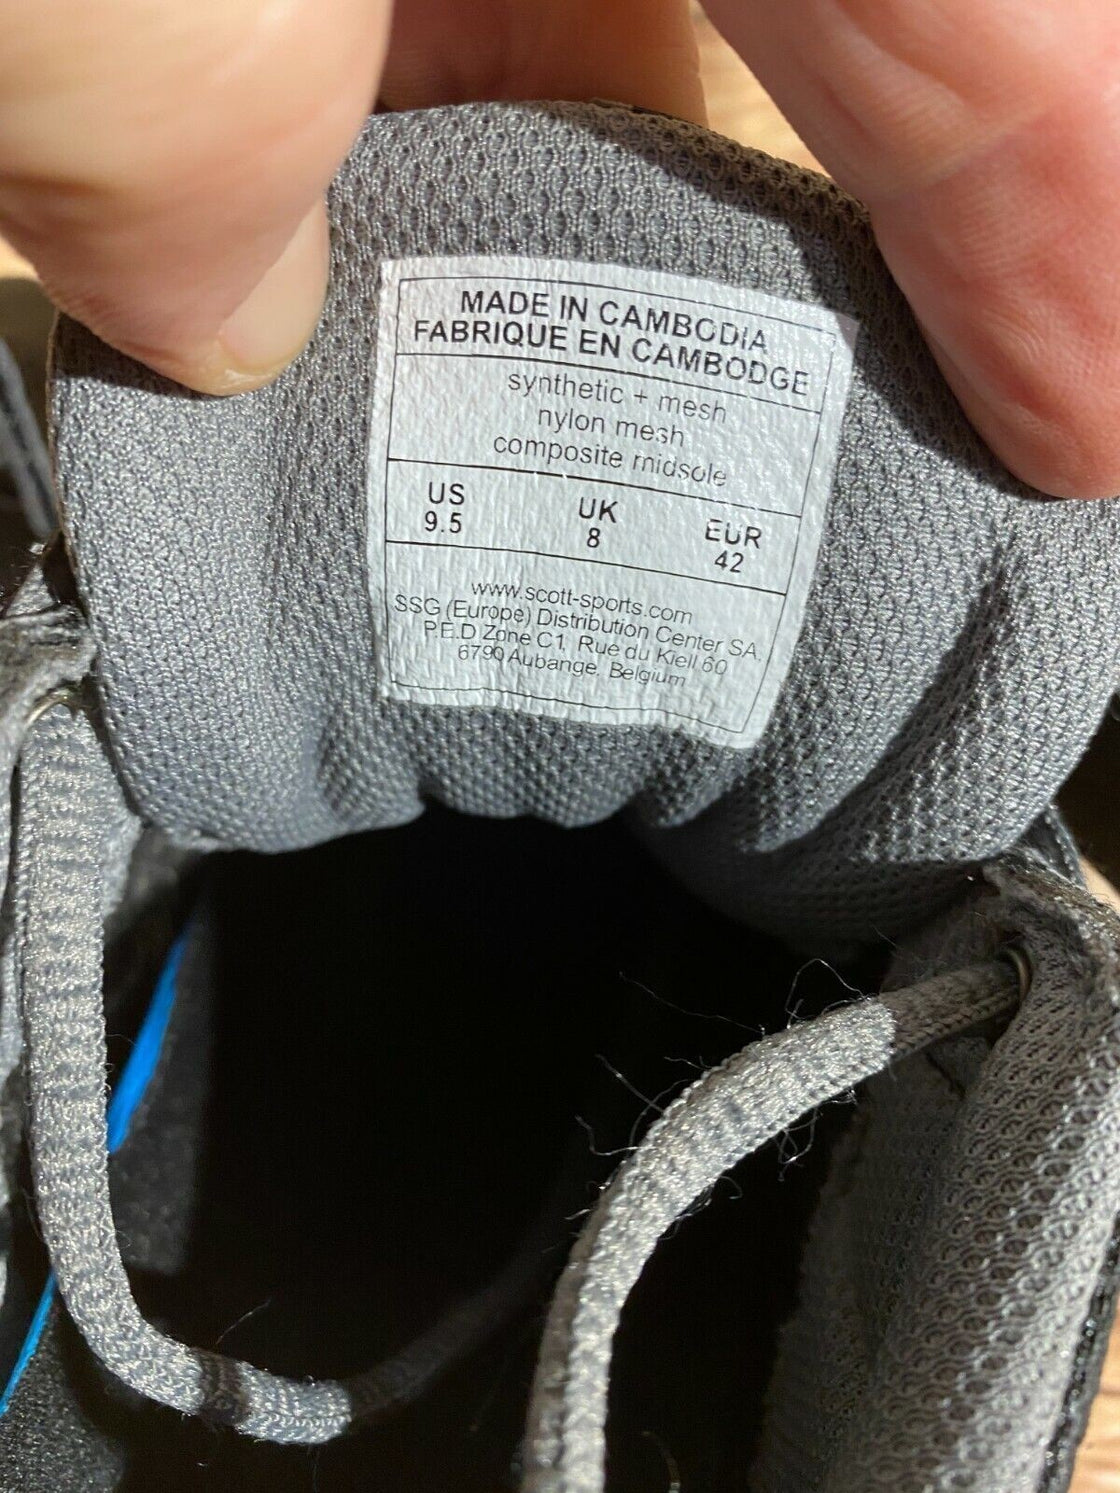 MADE IN CAMBODIA
FABRIQUE EN CAMBODGE
synthetic + mesh
nylon mesh
composite midsole
US UK EUR
9.5 8 42
www.scott-sports.com
SSG (Europe) Distribution Center SA,
P.E.D Zone C1, Rue du Kiell 60
6790 Aubange, Belgium